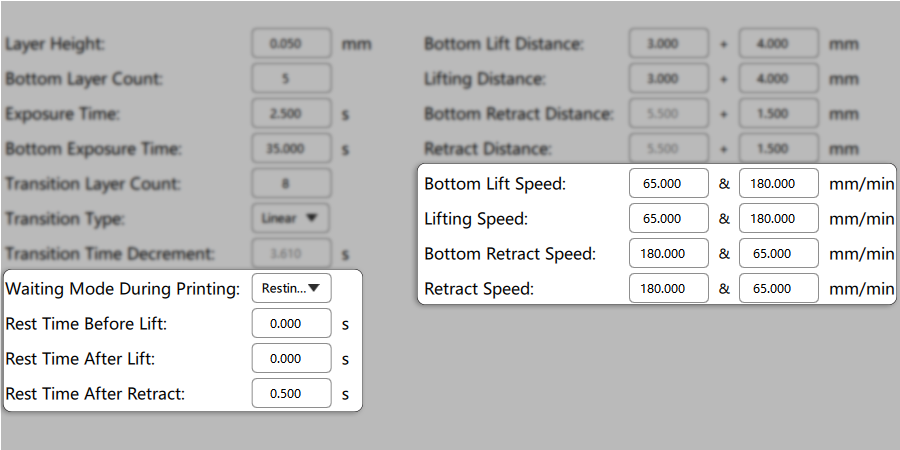 Layer Height: 0.050 mm
Bottom Layer Count: 5
Exposure Time: 2.500 s
Bottom Exposure Time: 35.000 s
Transition Layer Count: 8
Transition Type: Linear
Transition Time Decrement: 3.610 s
Waiting Mode During Printing: Restin...
Rest Time Before Lift: 0.000 s
Rest Time After Lift: 0.000 s
Rest Time After Retract: 0.500 s
Bottom Lift Distance: 3.000 + 4.000 mm
Lifting Distance: 3.000 + 4.000 mm
Bottom Retract Distance: 5.500 + 1.500 mm
Retract Distance: 5.500 + 1.500 mm
Bottom Lift Speed: 65.000 & 180.000 mm/min
Lifting Speed: 65.000 & 180.000 mm/min
Bottom Retract Speed: 180.000 & 65.000 mm/min
Retract Speed: 180.000 & 65.000 mm/min